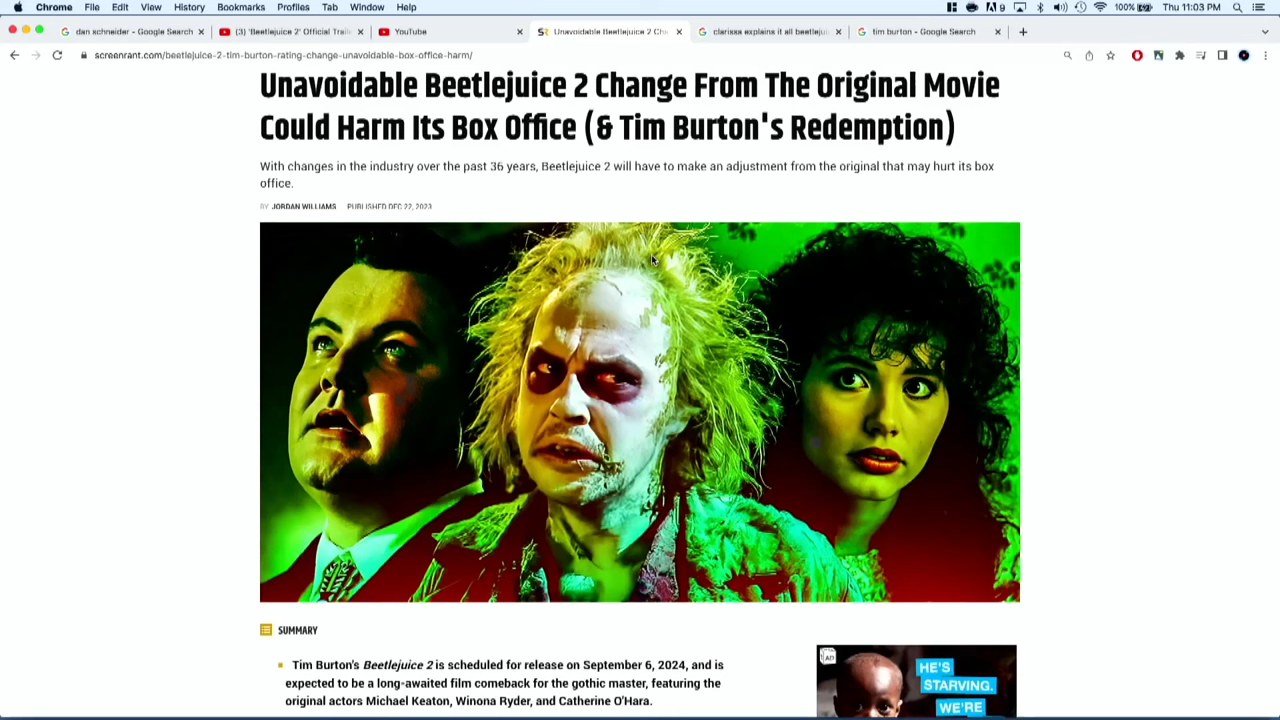 Chrome File Edit View History Bookmarks Profiles Tab Window Help 9 100% Thu 11:03 PM
dan schneider - Google Search (3) 'Beetlejuice 2' Official Traile YouTube Unavoidable Beetlejuice 2 Cha clarissa explains it all beetlejui tim burton - Google Search
screenrant.com/beetlejuice-2-tim-burton-rating-change-unavoidable-box-office-harm/
Unavoidable Beetlejuice 2 Change From The Original Movie
Could Harm Its Box Office (& Tim Burton's Redemption)
With changes in the industry over the past 36 years, Beetlejuice 2 will have to make an adjustment from the original that may hurt its box
office.
BY JORDAN WILLIAMS PUBLISHED DEC 22, 2023
SUMMARY
Tim Burton's Beetlejuice 2 is scheduled for release on September 6, 2024, and is
expected to be a long-awaited film comeback for the gothic master, featuring the
original actors Michael Keaton, Winona Ryder, and Catherine O'Hara.
AD
HE'S
STARVING.
WE'RE